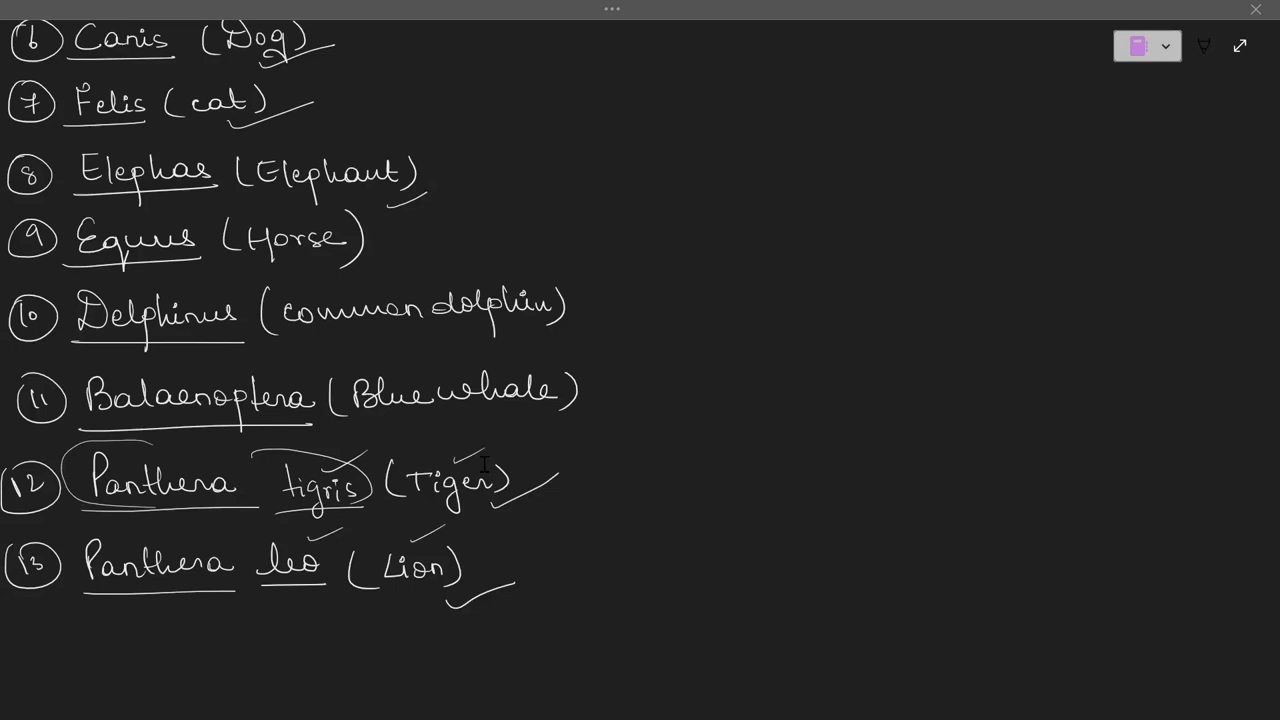 6 Canis (Dog)
7 Felis (cat)
8 Elephas (Elephant)
9 Equus (Horse)
10 Delphinus (common dolphin)
11 Balaenoptera (Blue whale)
12 Panthera tigris (Tiger)
13 Panthera leo (Lion)